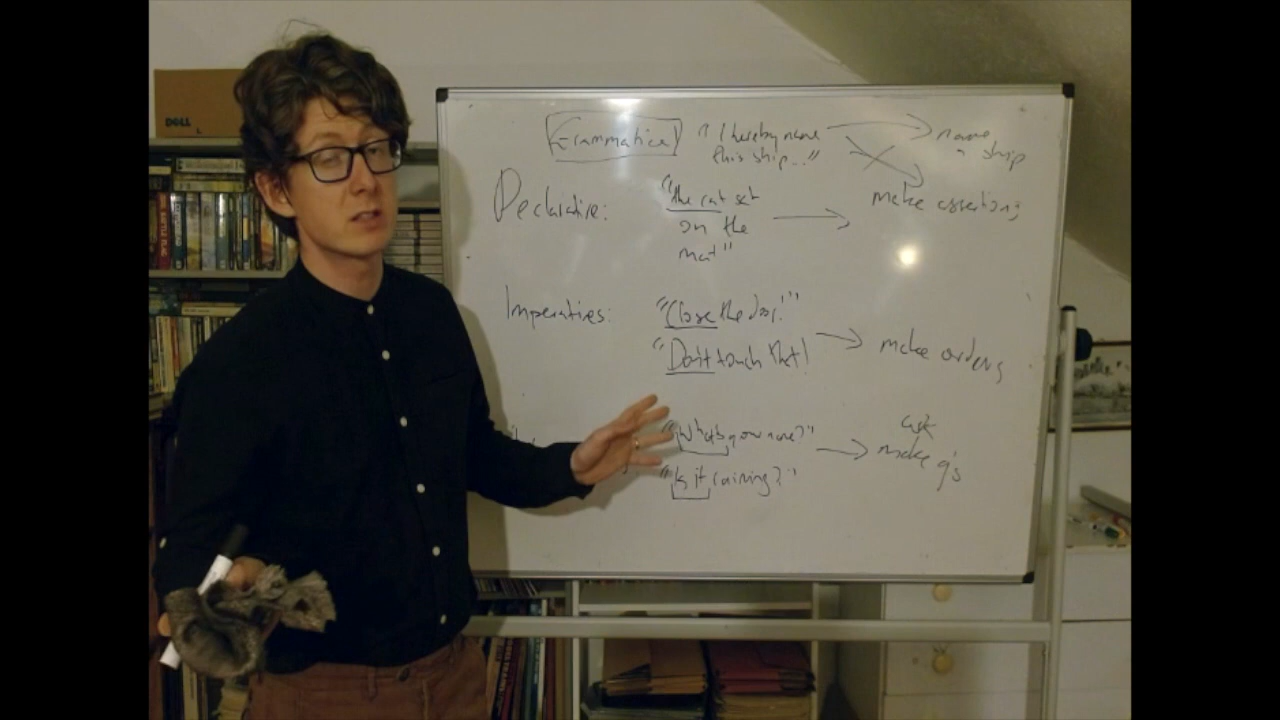 DELL
Grammatical
"I hereby name
this ship..."
name
a ship
make assertions
Declarative:
"The cat sat
on the
mat"
Imperatives:
"Close the door!"
"Don't touch that!
make orders
"What's your name?"
ask
make q's
"Is it raining?"